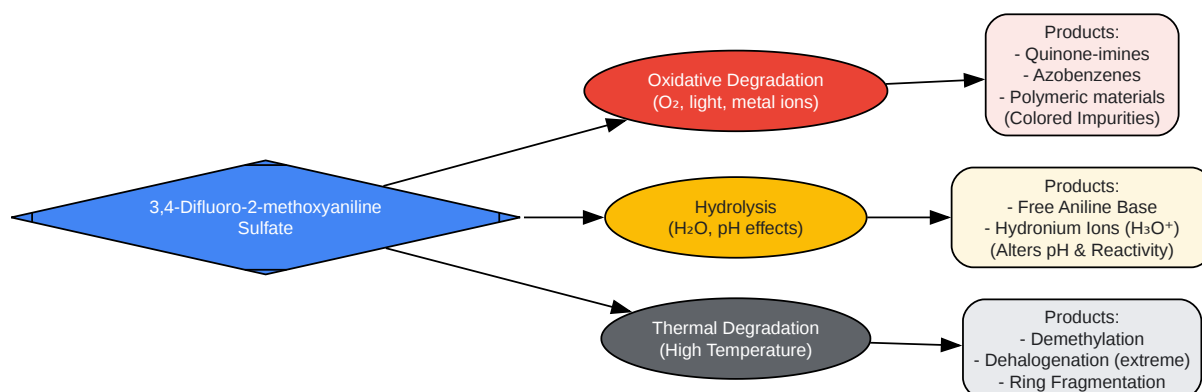 3,4-Difluoro-2-methoxyaniline
Sulfate
Oxidative Degradation
(O₂, light, metal ions)
Products:
- Quinone-imines
- Azobenzenes
- Polymeric materials
(Colored Impurities)
Hydrolysis
(H₂O, pH effects)
Products:
- Free Aniline Base
- Hydronium Ions (H₃O⁺)
(Alters pH & Reactivity)
Thermal Degradation
(High Temperature)
Products:
- Demethylation
- Dehalogenation (extreme)
- Ring Fragmentation